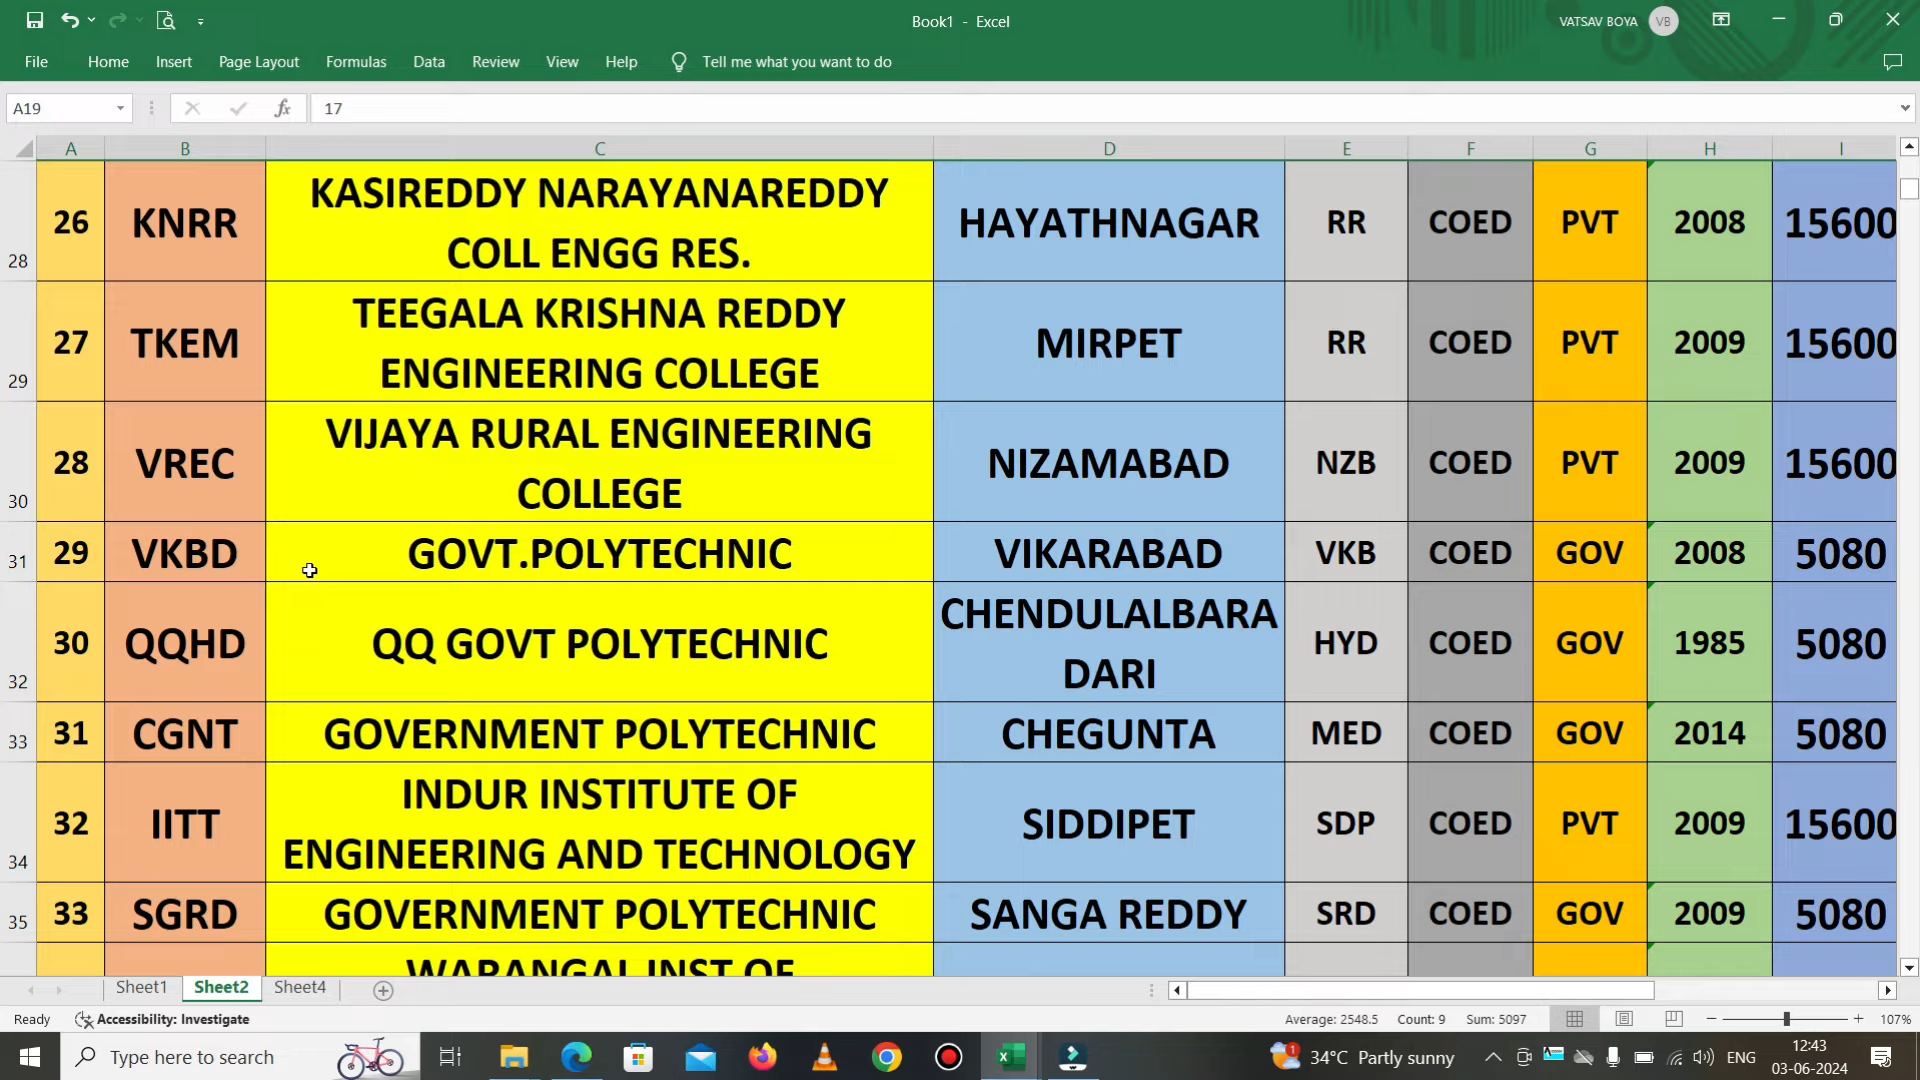 Book1 - Excel
VATSAV BOYA VB
File Home Insert Page Layout Formulas Data Review View Help Tell me what you want to do
A19 fx 17
A B C D E F G H I
28 26 KNRR KASIREDDY NARAYANAREDDY HAYATHNAGAR RR COED PVT 2008 15600
COLL ENGG RES.
29 27 TKEM TEEGALA KRISHNA REDDY MIRPET RR COED PVT 2009 15600
ENGINEERING COLLEGE
30 28 VREC VIJAYA RURAL ENGINEERING NIZAMABAD NZB COED PVT 2009 15600
COLLEGE
31 29 VKBD GOVT.POLYTECHNIC VIKARABAD VKB COED GOV 2008 5080
32 30 QQHD QQ GOVT POLYTECHNIC CHENDULALBARA HYD COED GOV 1985 5080
DARI
33 31 CGNT GOVERNMENT POLYTECHNIC CHEGUNTA MED COED GOV 2014 5080
34 32 IITT INDUR INSTITUTE OF SIDDIPET SDP COED PVT 2009 15600
ENGINEERING AND TECHNOLOGY
35 33 SGRD GOVERNMENT POLYTECHNIC SANGA REDDY SRD COED GOV 2009 5080
WARANGAL INST OF
Sheet1 Sheet2 Sheet4
Ready Accessibility: Investigate Average: 2548.5 Count: 9 Sum: 5097 107%
Type here to search 1 34°C Partly sunny ENG 12:43
03-06-2024